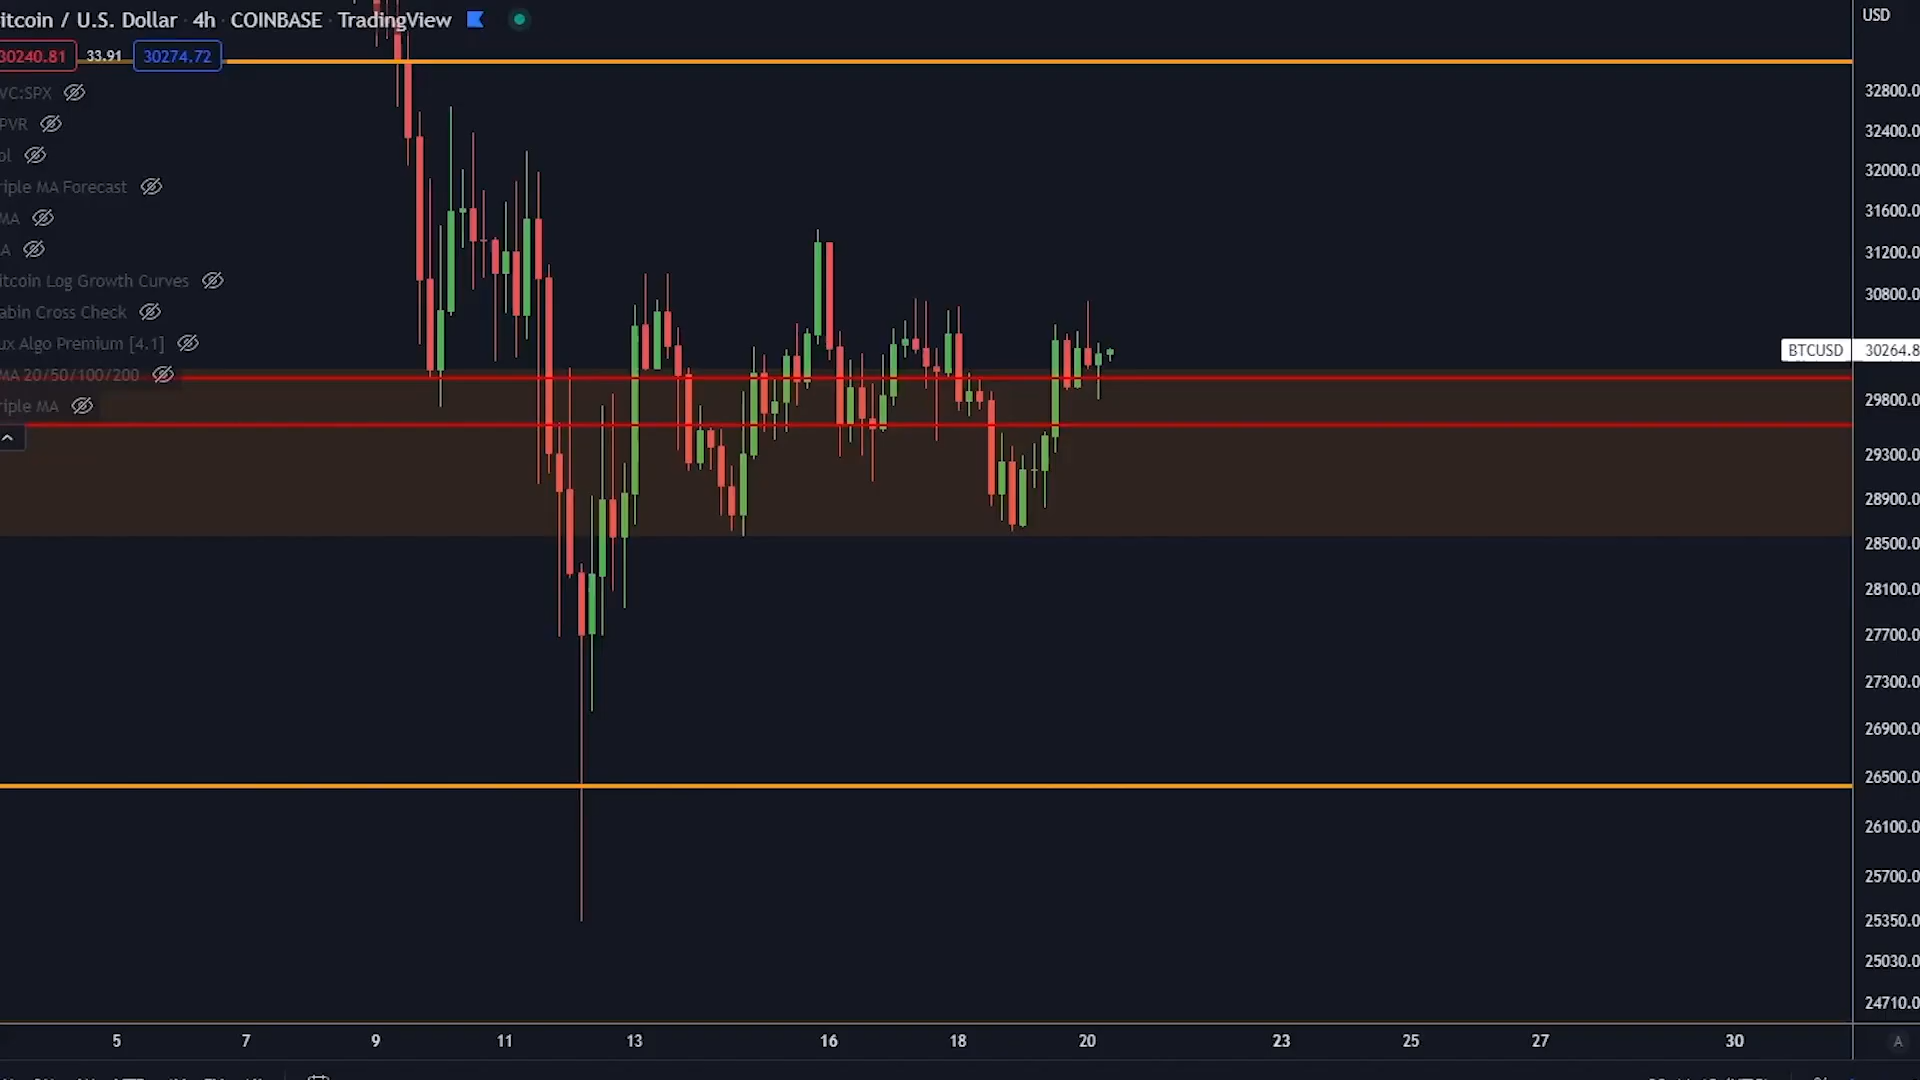 itcoin / U.S. Dollar · 4h · COINBASE · TradingView
30240.81 33.91 30274.72
VC:SPX
PVR
ol
riple MA Forecast
MA
A
itcoin Log Growth Curves
abin Cross Check
ux Algo Premium [4.1]
MA 20/50/100/200
riple MA
USD
32800.0
32400.0
32000.0
31600.0
31200.0
30800.0
BTCUSD 30264.8
29800.0
29300.0
28900.0
28500.0
28100.0
27700.0
27300.0
26900.0
26500.0
26100.0
25700.0
25350.0
25030.0
24710.0
5 7 9 11 13 16 18 20 23 25 27 30 A